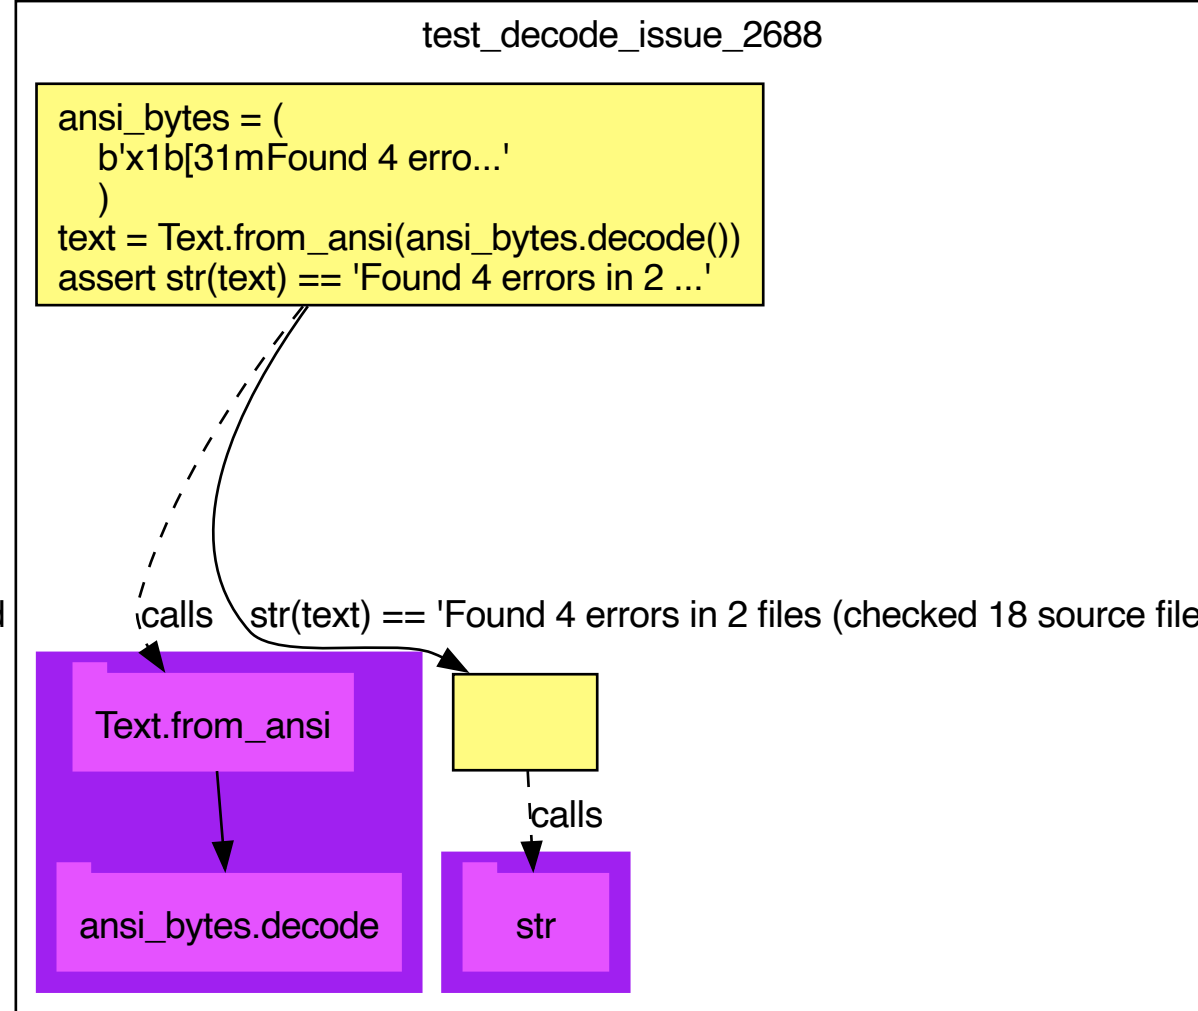 test_decode_issue_2688
ansi_bytes = (
b'x1b[31mFound 4 erro...'
)
text = Text.from_ansi(ansi_bytes.decode())
assert str(text) == 'Found 4 errors in 2 ...'
calls
str(text) == 'Found 4 errors in 2 files (checked 18 source file
Text.from_ansi
calls
ansi_bytes.decode
str